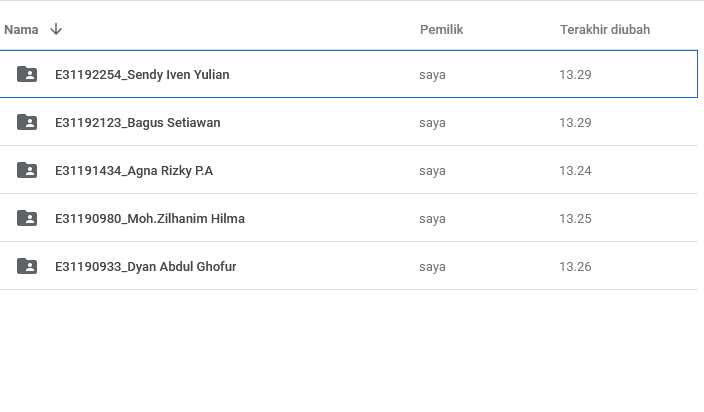 Nama Pemilik Terakhir diubah
E31192254_Sendy Iven Yulian saya 13.29
E31192123_Bagus Setiawan saya 13.29
E31191434_Agna Rizky P.A saya 13.24
E31190980_Moh.Zilhanim Hilma saya 13.25
E31190933_Dyan Abdul Ghofur saya 13.26